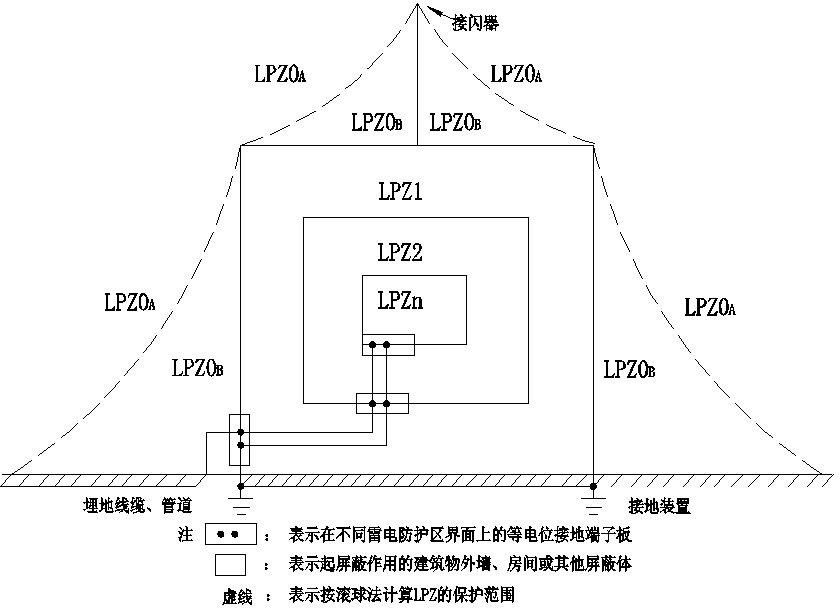 接闪器
LPZ0A LPZ0A
LPZ0B LPZ0B
LPZ1
LPZ2
LPZn
LPZ0A LPZ0A
LPZ0B LPZ0B
埋地线缆、管道 接地装置
注 ： 表示在不同雷电防护区界面上的等电位接地端子板
： 表示起屏蔽作用的建筑物外墙、房间或其他屏蔽体
虚线 ： 表示按滚球法计算LPZ的保护范围